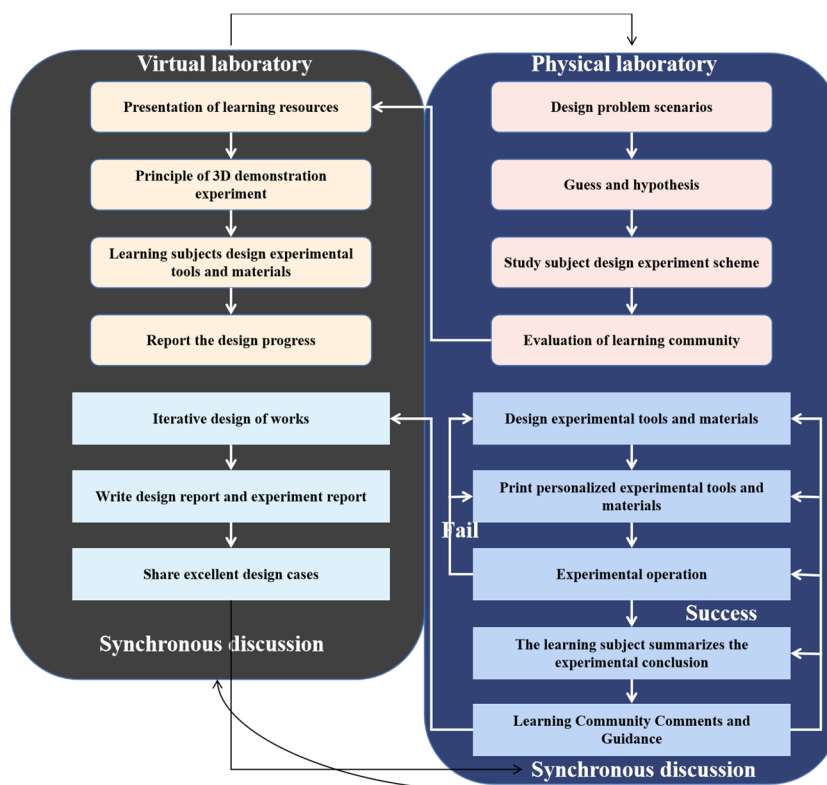 Virtual laboratory
Presentation of learning resources
Principle of 3D demonstration
experiment
Learning subjects design experimental
tools and materials
Report the design progress
Iterative design of works
Write design report and experiment report
Share excellent design cases
Synchronous discussion
Physical laboratory
Design problem scenarios
Guess and hypothesis
Study subject design experiment scheme
Evaluation of learning community
Design experimental tools and materials
Print personalized experimental tools and
materials
Fail
Experimental operation
Success
The learning subject summarizes the
experimental conclusion
Learning Community Comments and
Guidance
Synchronous discussion